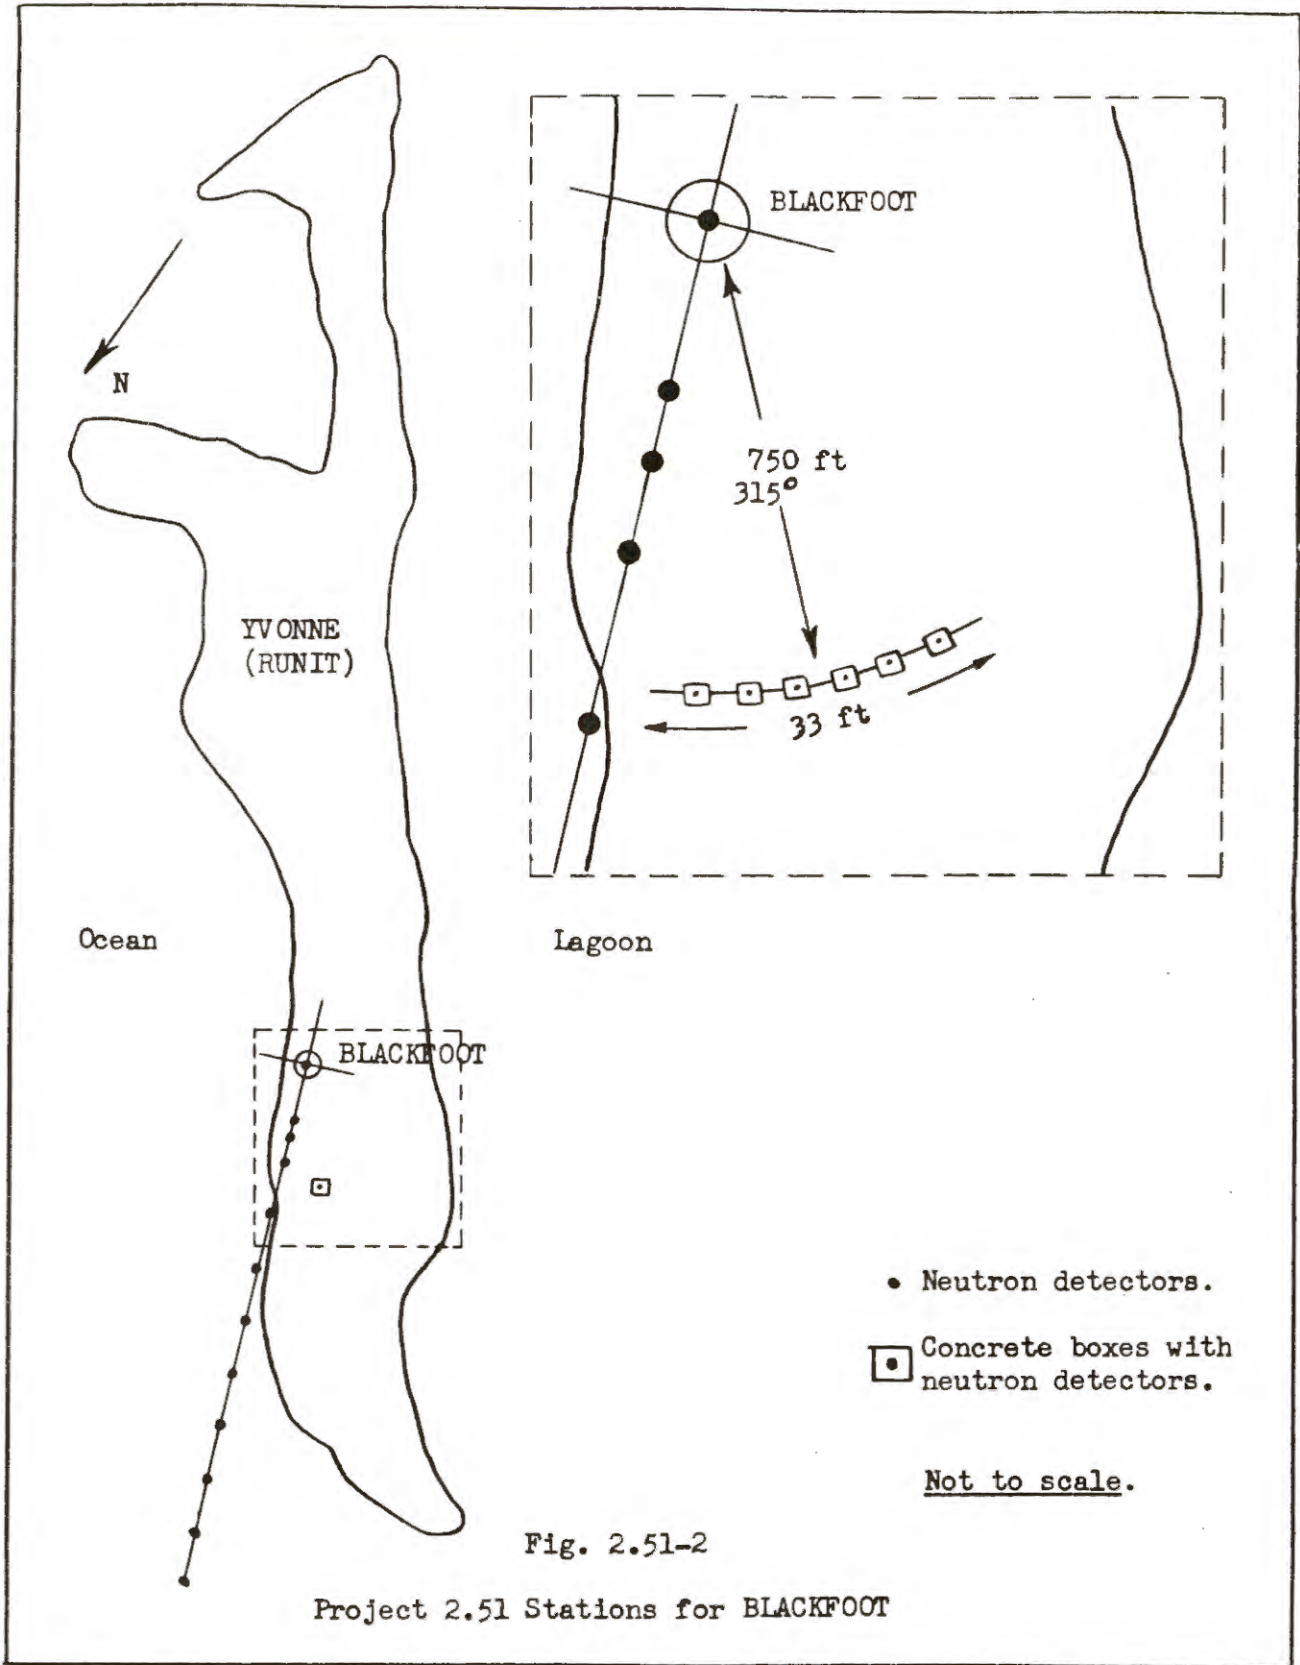 BLACKFOOT
N
750 ft
315°
YVONNE
(RUNIT)
33 ft
Ocean
Lagoon
BLACKFOOT
Neutron detectors.
Concrete boxes with
neutron detectors.
Not to scale.
Fig. 2.51-2
Project 2.51 Stations for BLACKFOOT